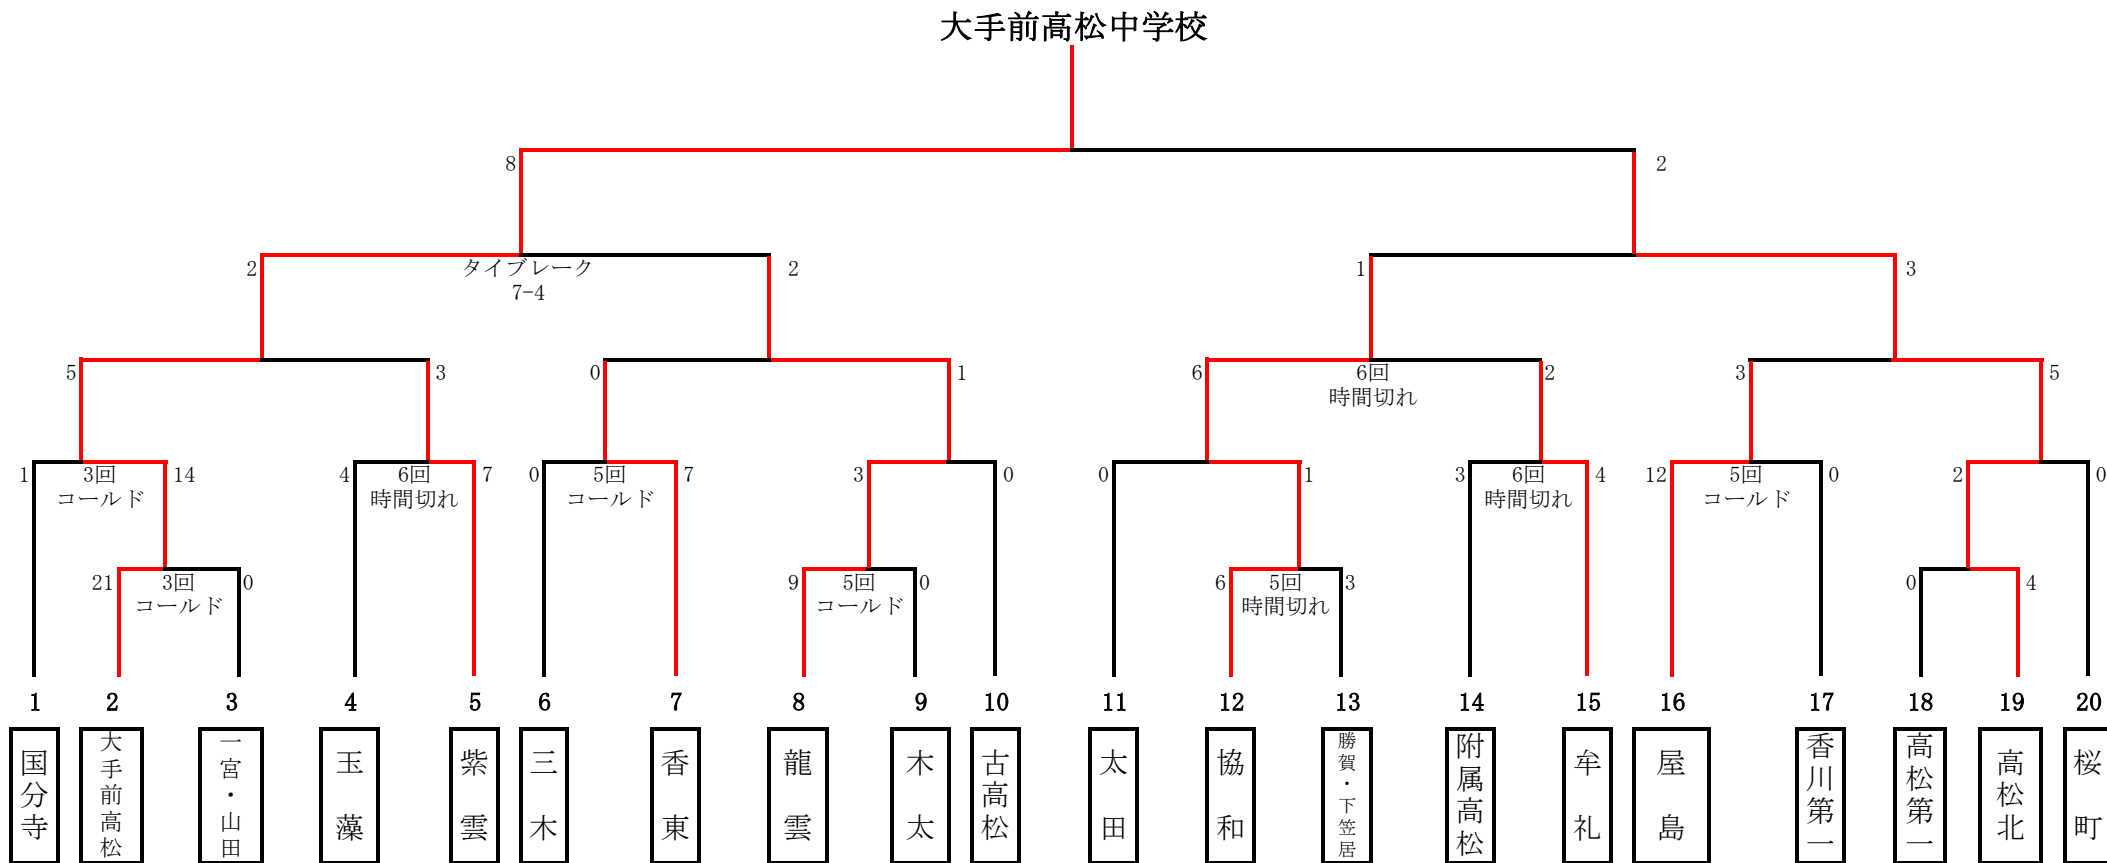 大手前高松中学校
8
2
2
タイブレーク
7-4
2
1
3
5
3
0
1
6
6回
時間切れ
2
3
5
1
3回
コールド
14
4
6回
時間切れ
7
0
5回
コールド
7
3
0
0
1
3
6回
時間切れ
4
12
5回
コールド
0
2
0
21
3回
コールド
0
9
5回
コールド
0
6
5回
時間切れ
3
0
4
1
2
3
4
5
6
7
8
9
10
11
12
13
14
15
16
17
18
19
20
国分寺
大手前高松
一宮・山田
玉藻
紫雲
三木
香東
龍雲
木太
古高松
太田
協和
勝賀・下笠居
附属高松
牟礼
屋島
香川第一
高松第一
高松北
桜町